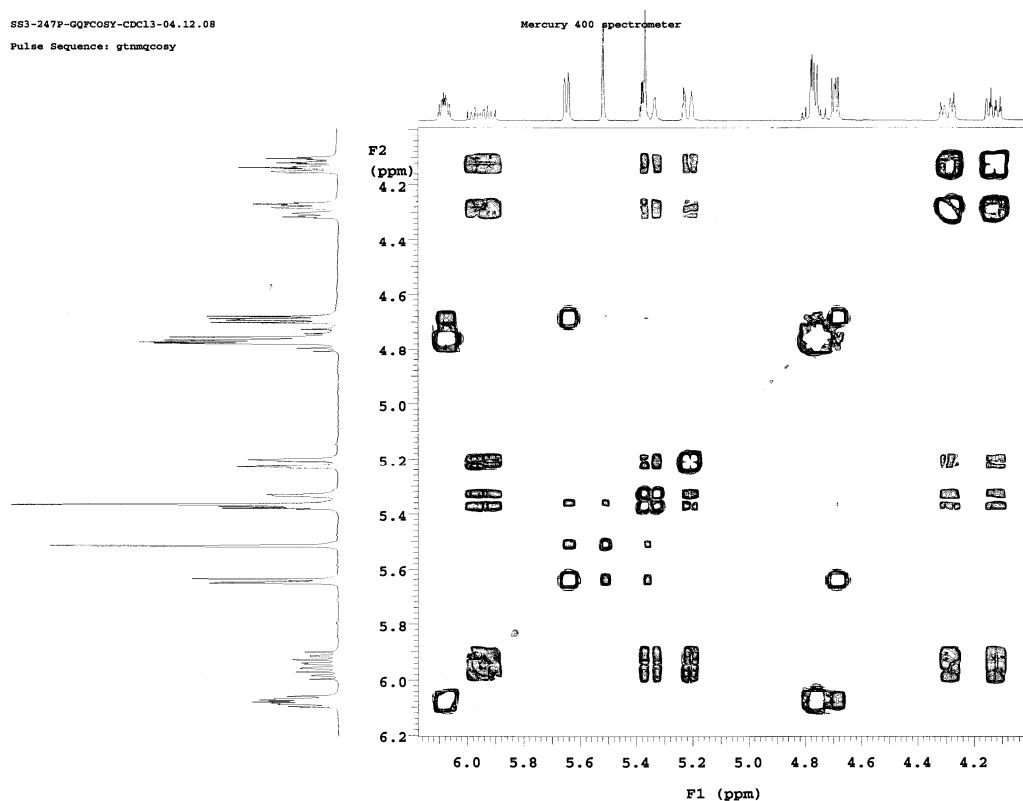 SS3-247P-GQFCOSY-CDCl3-04.12.08
Mercury 400 spectrometer
Pulse Sequence: gtnmqcosy
F2
(ppm)
4.2
4.4
4.6
4.8
5.0
5.2
5.4
5.6
5.8
6.0
6.2
6.0 5.8 5.6 5.4 5.2 5.0 4.8 4.6 4.4 4.2
F1 (ppm)